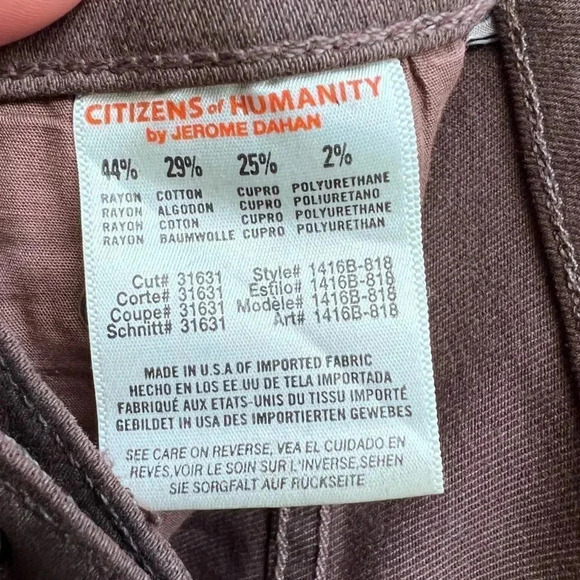 CITIZENS of HUMANITY
by JEROME DAHAN
44% 29% 25% 2%
RAYON COTTON CUPRO POLYURETHANE
RAYON ALGODON CUPRO POLIURETANO
RAYON COTON CUPRO POLYURETHANE
RAYON BAUMWOLLE CUPRO POLYURETHAN
Cut# 31631 Style# 1416B-818
Corte# 31631 Estilo# 1416B-818
Coupe# 31631 Modèle# 1416B-818
Schnitt# 31631 Art# 1416B-818
MADE IN U.S.A OF IMPORTED FABRIC
HECHO EN LOS EE.UU DE TELA IMPORTADA
FABRIQUÉ AUX ETATS-UNIS DU TISSU IMPORTÉ
GEBILDET IN USA DES IMPORTIERTEN GEWEBES
SEE CARE ON REVERSE, VEA EL CUIDADO EN
REVÉS,VOIR LE SOIN SUR L'INVERSE,SEHEN
SIE SORGFALT AUF RÜCKSEITE